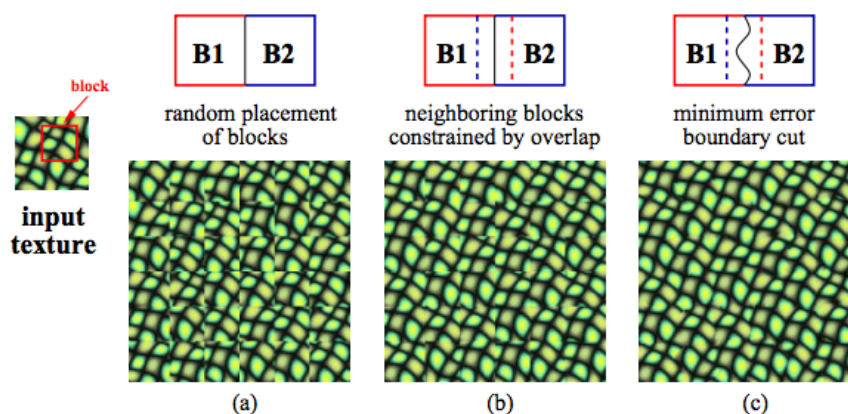 block
input
texture
B1 B2
random placement
of blocks
(a)
B1 B2
neighboring blocks
constrained by overlap
(b)
B1 B2
minimum error
boundary cut
(c)